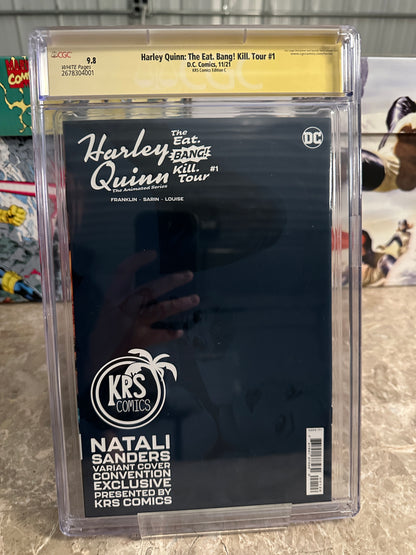 CGC
9.8
WHITE Pages
2678304001
Harley Quinn: The Eat. Bang! Kill. Tour #1
D.C. Comics, 11/21
KRS Comics Edition C
DC
Harley
Quinn
The Animated Series
The
Eat.
BANG!
Kill.
Tour #1
FRANKLIN - SARIN - LOUISE
KRS
COMICS
NATALI
SANDERS
VARIANT COVER
CONVENTION
EXCLUSIVE
PRESENTED BY
KRS COMICS